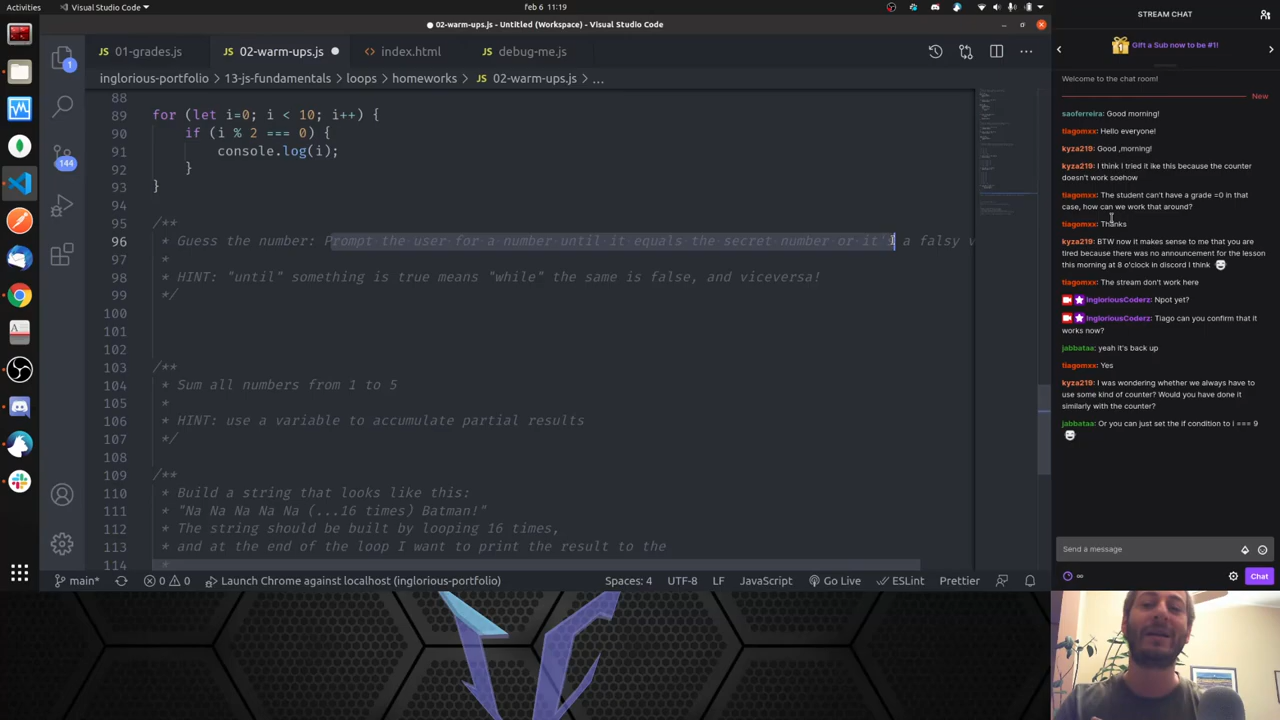 Activities
Visual Studio Code
feb 6 11:19
02-warm-ups.js - Untitled (Workspace) - Visual Studio Code
01-grades.js
02-warm-ups.js
index.html
debug-me.js
inglorious-portfolio > 13-js-fundamentals > loops > homeworks > 02-warm-ups.js > ...
88
89 for (let i=0; i < 10; i++) {
90 if (i % 2 === 0) {
91 console.log(i);
92 }
93 }
94
95 /**
96 * Guess the number: Prompt the user for a number until it equals the secret number or it's a falsy v
97 *
98 * HINT: "until" something is true means "while" the same is false, and viceversa!
99 */
100
101
102
103 /**
104 * Sum all numbers from 1 to 5
105 *
106 * HINT: use a variable to accumulate partial results
107 */
108
109 /**
110 * Build a string that looks like this:
111 * "Na Na Na Na Na (...16 times) Batman!"
112 * The string should be built by looping 16 times,
113 * and at the end of the loop I want to print the result to the
114 *
1
144
main*
0 0
Launch Chrome against localhost (inglorious-portfolio)
Spaces: 4
UTF-8
LF
JavaScript
Go Live
ESLint
Prettier
STREAM CHAT
Gift a Sub now to be #1!
Welcome to the chat room!
New
saoferreira: Good morning!
tiagomxx: Hello everyone!
kyza219: Good ,morning!
kyza219: I think I tried it ike this because the counter
doesn't work soehow
tiagomxx: The student can't have a grade =0 in that
case, how can we work that around?
tiagomxx: Thanks
kyza219: BTW now it makes sense to me that you are
tired because there was no announcement for the lesson
this morning at 8 o'clock in discord I think
tiagomxx: The stream don't work here
IngloriousCoderz: Npot yet?
IngloriousCoderz: Tiago can you confirm that it
works now?
jabbataa: yeah it's back up
tiagomxx: Yes
kyza219: I was wondering whether we always have to
use some kind of counter? Would you have done it
similarly with the counter?
jabbataa: Or you can just set the if condition to i === 9
Send a message
Chat